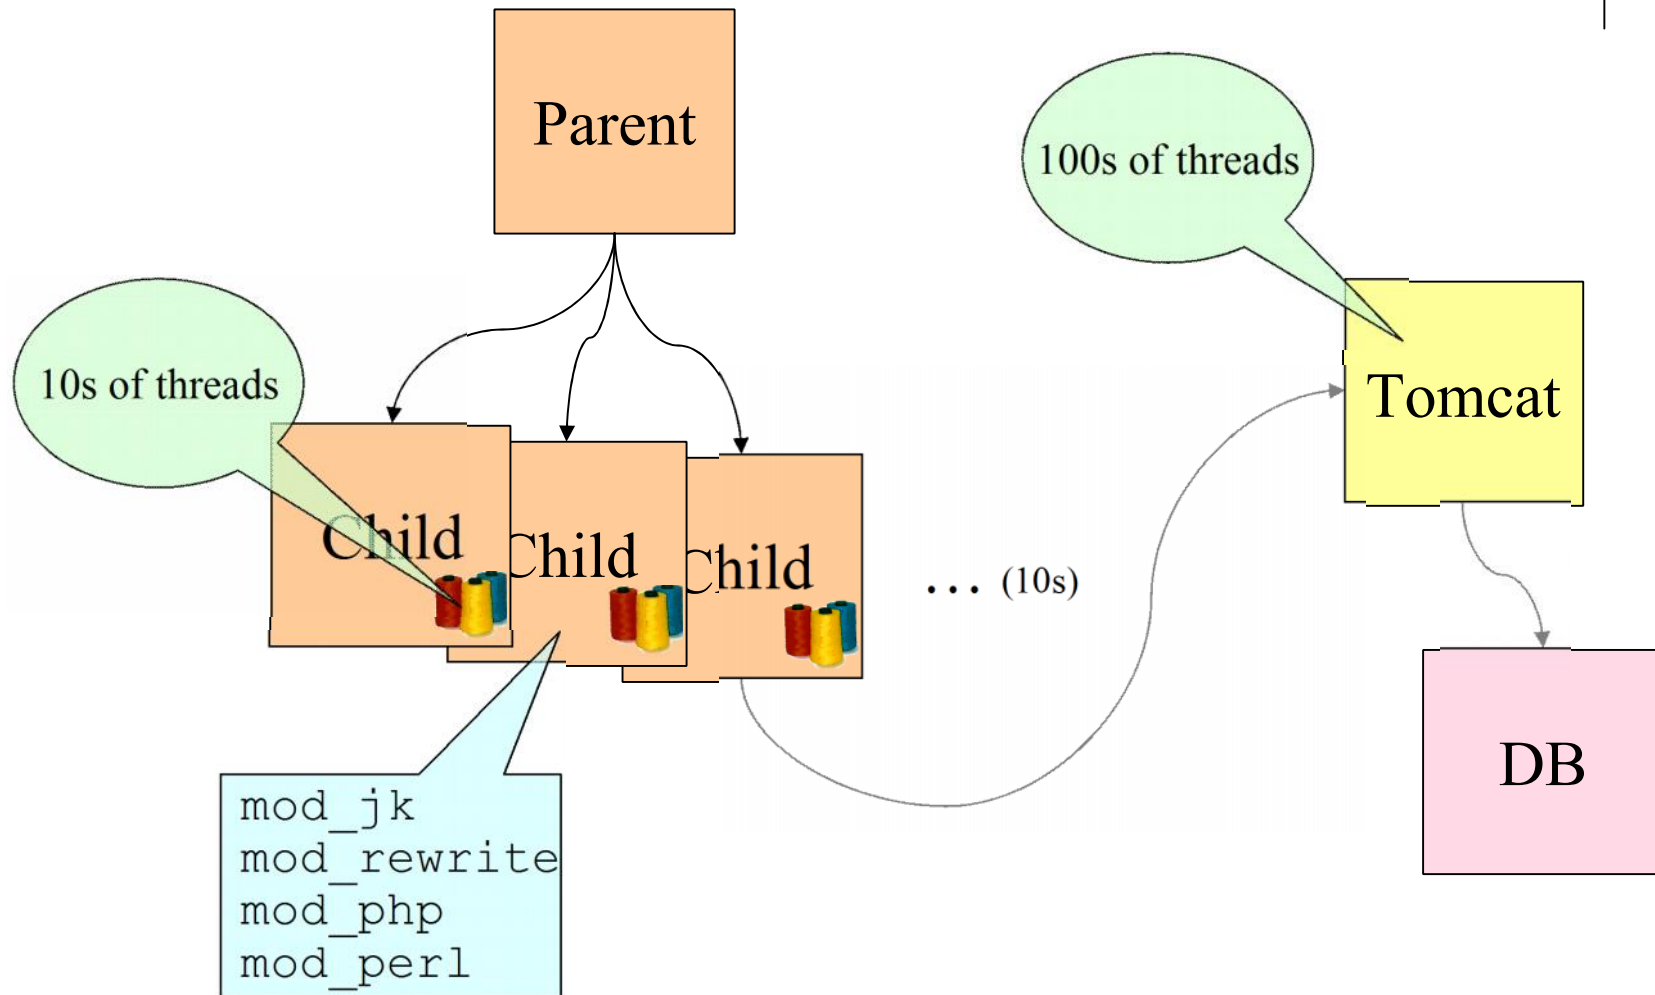 Parent
100s of threads
10s of threads
Tomcat
Child
Child
Child
... (10s)
DB
mod_jk
mod_rewrite
mod_php
mod_perl